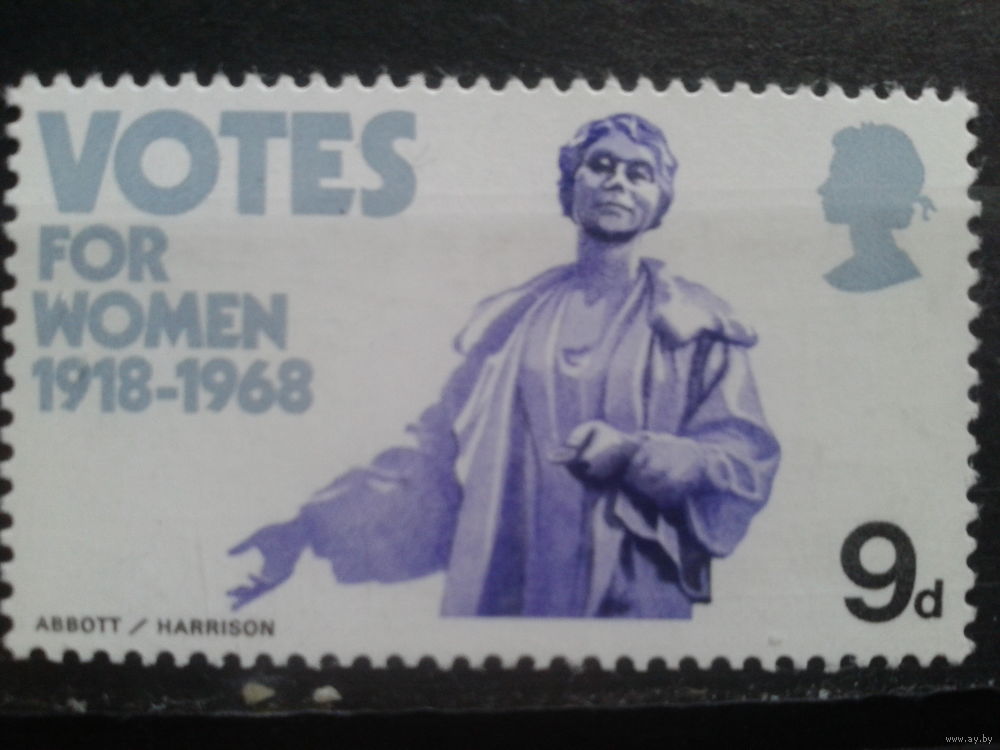 VOTES
FOR
WOMEN
1918-1968
9d
ABBOTT / HARRISON
www.ay.by